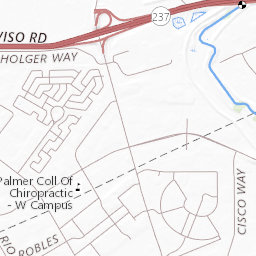 237
VISO RD
HOLGER WAY
Palmer Coll Of
Chiropractic
- W Campus
CISCO WAY
RIO ROBLES